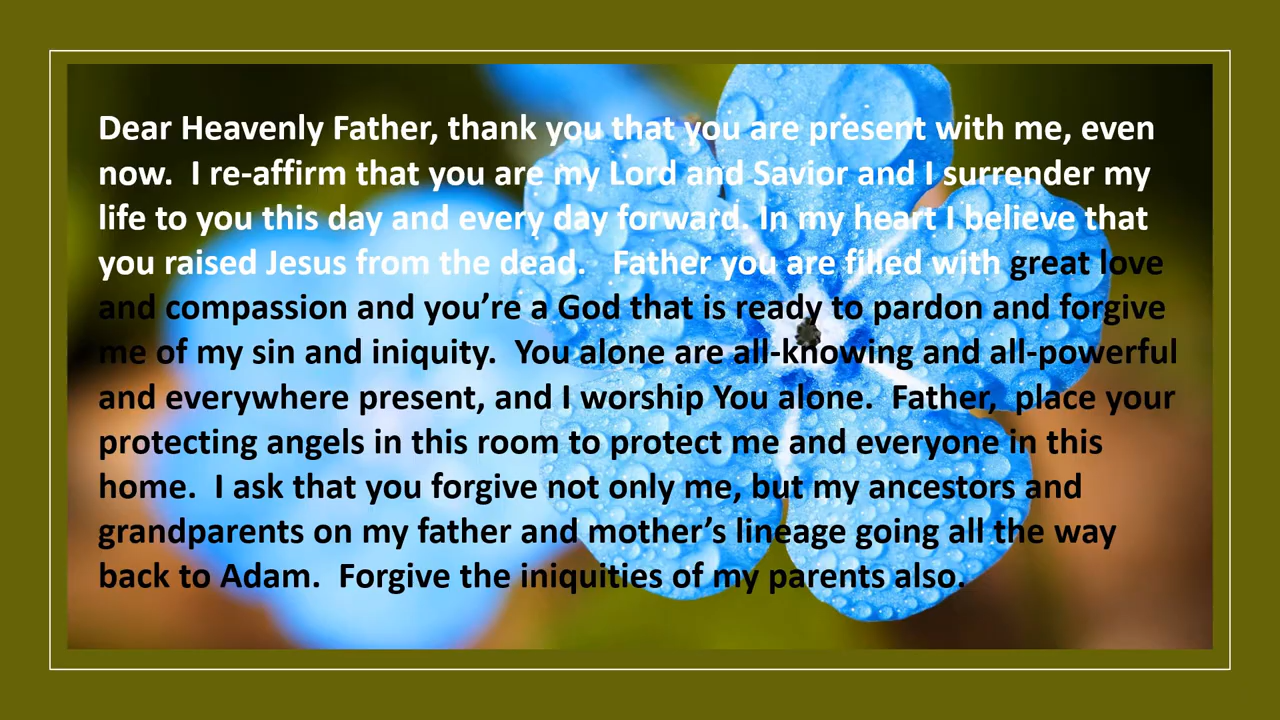 Dear Heavenly Father, thank you that you are present with me, even
now.  I re-affirm that you are my Lord and Savior and I surrender my
life to you this day and every day forward. In my heart I believe that
you raised Jesus from the dead.   Father you are filled with great love
and compassion and you’re a God that is ready to pardon and forgive
me of my sin and iniquity.  You alone are all-knowing and all-powerful
and everywhere present, and I worship You alone.  Father,  place your
protecting angels in this room to protect me and everyone in this
home.  I ask that you forgive not only me, but my ancestors and
grandparents on my father and mother’s lineage going all the way
back to Adam.  Forgive the iniquities of my parents also.